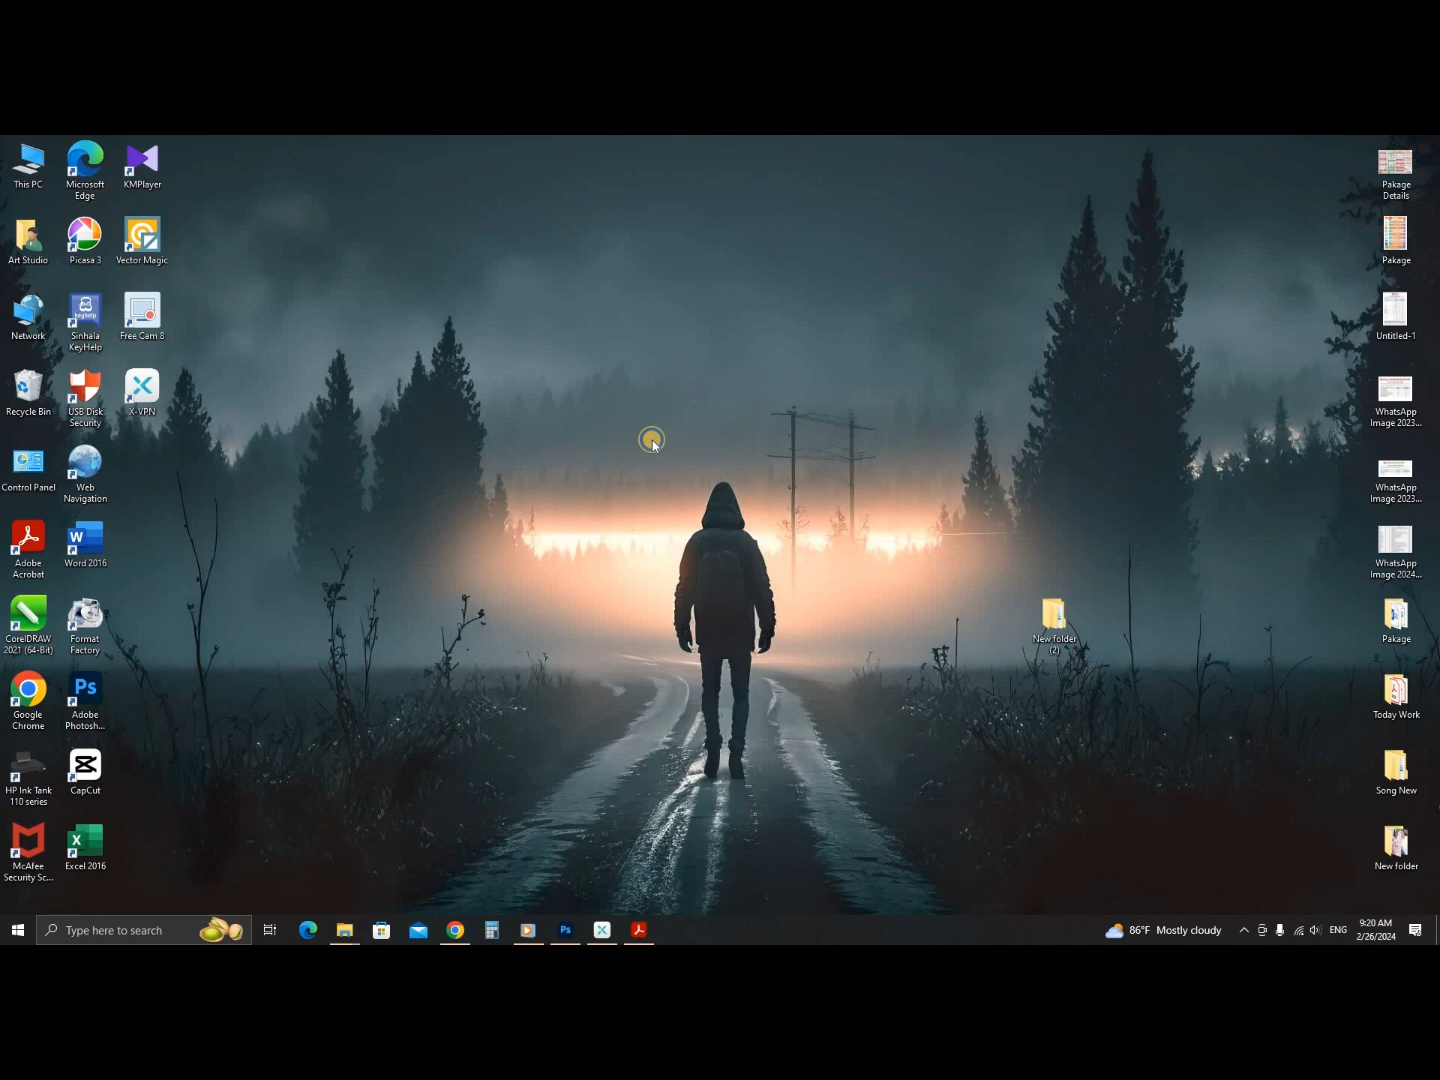 This PC
Microsoft
Edge
KMPlayer
Art Studio
Picasa 3
Vector Magic
Network
keyhelp
Sinhala
KeyHelp
Free Cam 8
Recycle Bin
USB Disk
Security
X-VPN
Control Panel
Web
Navigation
Adobe
Acrobat
W
Word 2016
CorelDRAW
2021 (64-Bit)
Format
Factory
Google
Chrome
Ps
Adobe
Photosh...
HP Ink Tank
110 series
CapCut
McAfee
Security Sc...
X
Excel 2016
New folder
(2)
Pakage
Details
Pakage
Untitled-1
WhatsApp
Image 2023...
WhatsApp
Image 2023...
WhatsApp
Image 2024...
Pakage
Today Work
Song New
New folder
Type here to search
Ps
86°F Mostly cloudy
ENG
9:20 AM
2/26/2024